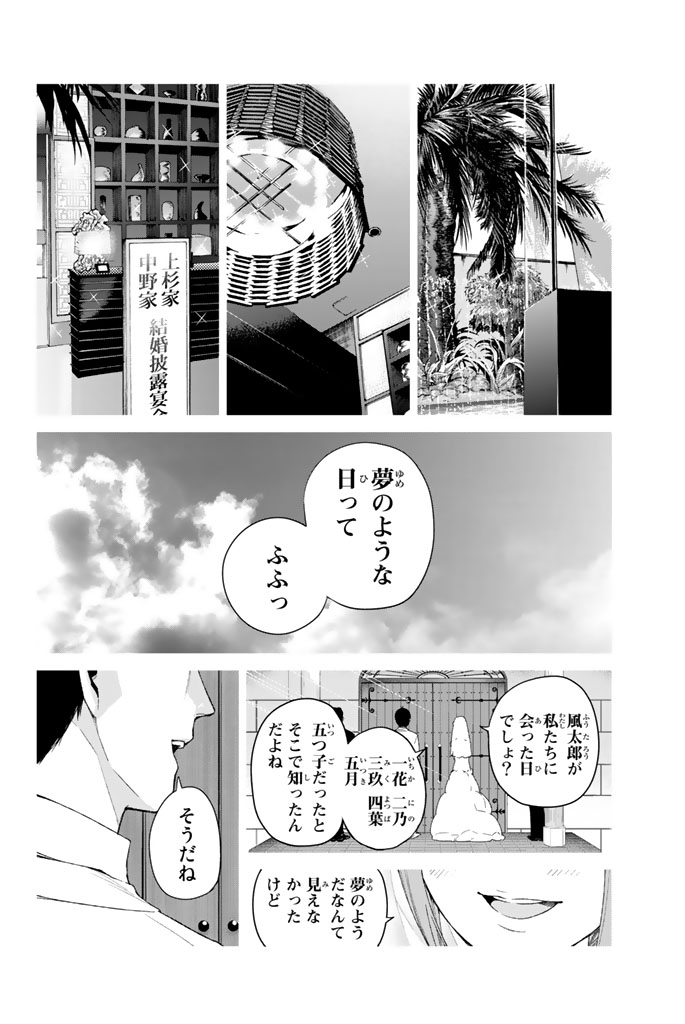 上杉家
中野家
結婚披露宴会
夢のような
日って
ふふっ
風太郎が
私たちに
会った日
でしょ?
一花 二乃
三玖 四葉
五月
五つ子だったと
そこで知ったん
だよね
そうだね
夢のよう
だなんて
見えな
かった
けど